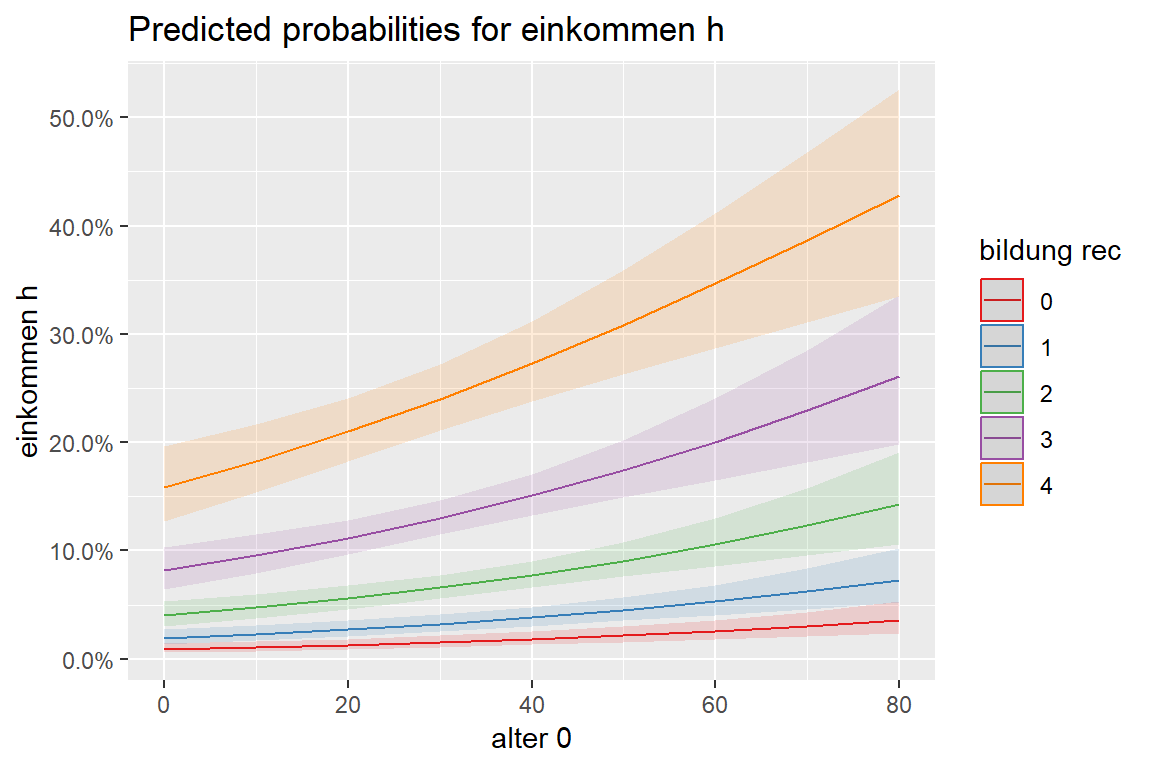 Predicted probabilities for einkommen h
50.0%
40.0%
30.0%
20.0%
10.0%
0.0%
einkommen h
0 20 40 60 80
alter 0
bildung rec
0
1
2
3
4